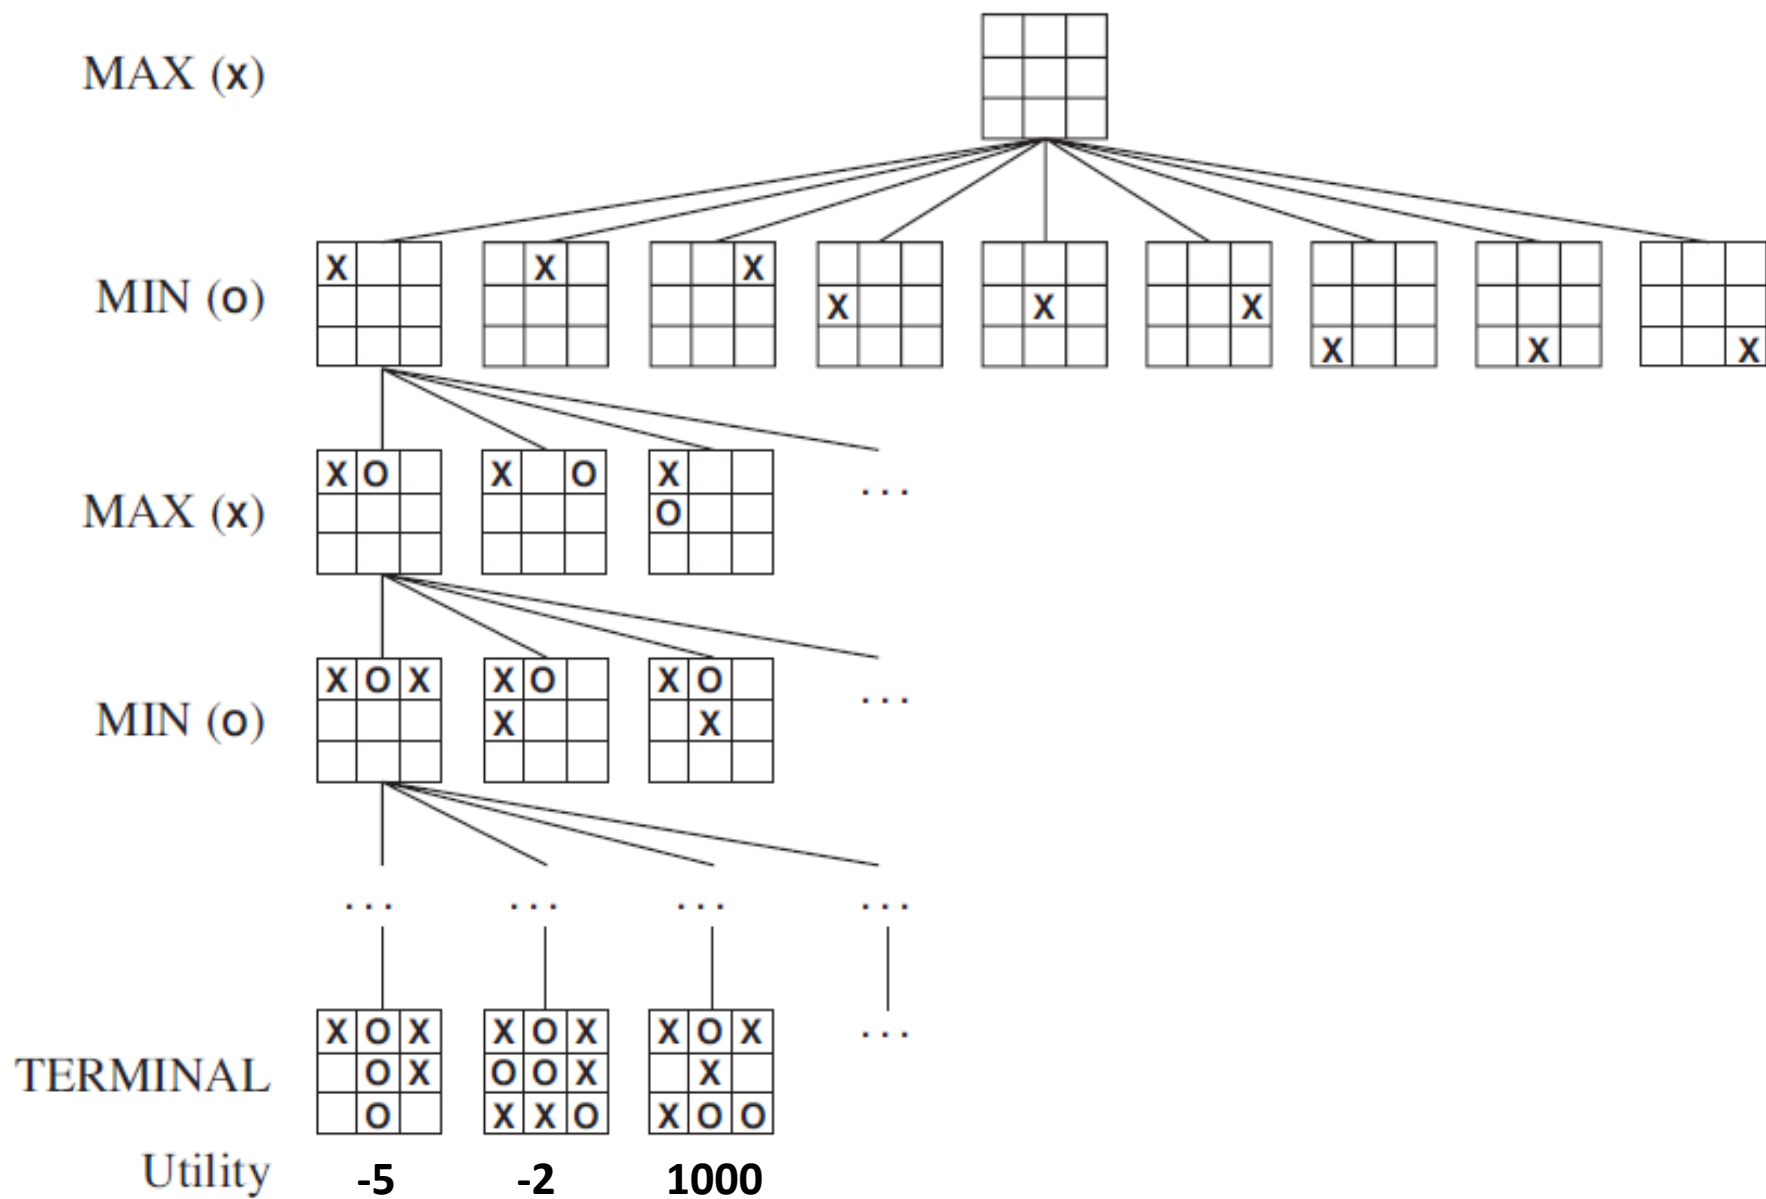 MAX (x)
X X X X X X X X X
MIN (o)
X O X O X
O
MAX (x)
...
X O X X O X O
X X
MIN (o)
...
... ... ... ...
X O X X O X X O X
...
O X O O X X
TERMINAL
O X X O X O O
Utility -5 -2 1000